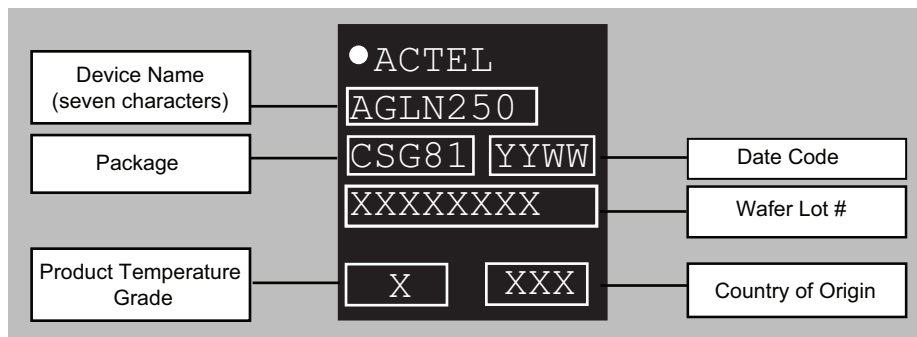 Device Name
(seven characters)
Package
Product Temperature
Grade
ACTEL
AGLN250
CSG81 YYWW
XXXXXXXX
X XXX
Date Code
Wafer Lot #
Country of Origin